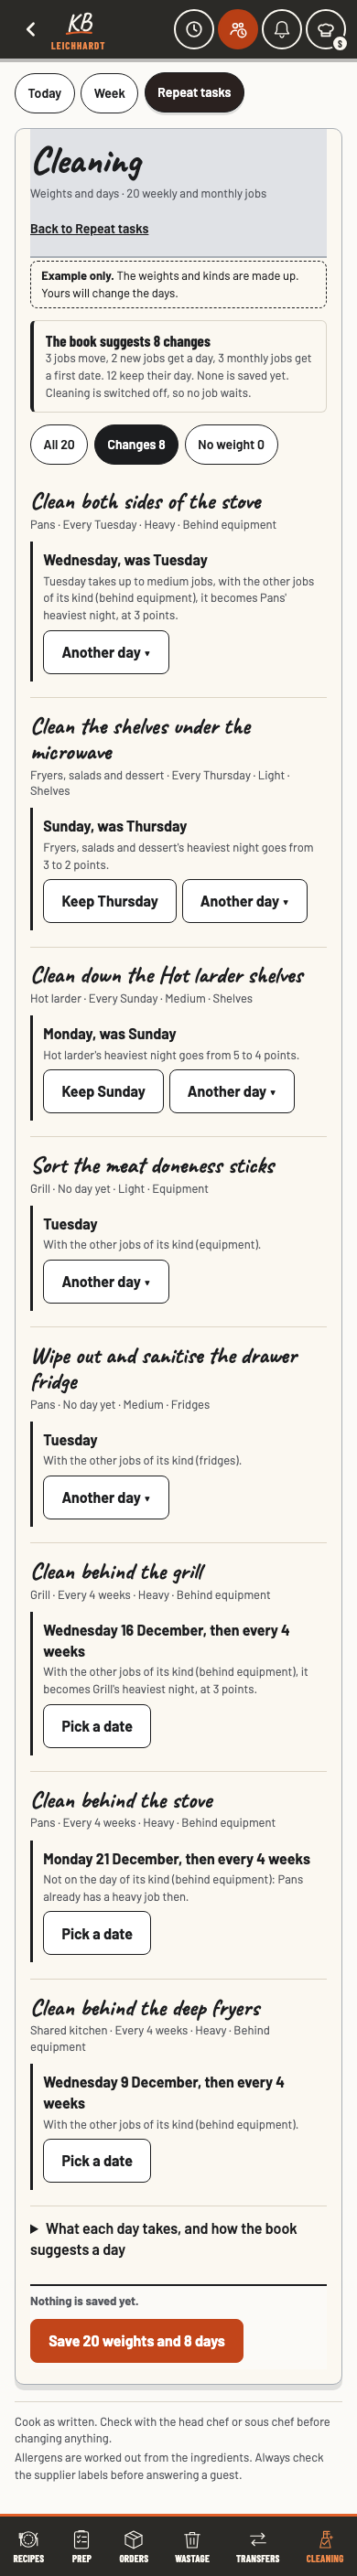 KB
LEICHHARDT
$
Today
Week
Repeat tasks
Cleaning
Weights and days · 20 weekly and monthly jobs
Back to Repeat tasks
Example only. The weights and kinds are made up.
Yours will change the days.
The book suggests 8 changes
3 jobs move, 2 new jobs get a day, 3 monthly jobs get
a first date. 12 keep their day. None is saved yet.
Cleaning is switched off, so no job waits.
All 20
Changes 8
No weight 0
Clean both sides of the stove
Pans · Every Tuesday · Heavy · Behind equipment
Wednesday, was Tuesday
Tuesday takes up to medium jobs, with the other jobs
of its kind (behind equipment), it becomes Pans'
heaviest night, at 3 points.
Another day ▾
Clean the shelves under the
microwave
Fryers, salads and dessert · Every Thursday · Light ·
Shelves
Sunday, was Thursday
Fryers, salads and dessert's heaviest night goes from
3 to 2 points.
Keep Thursday
Another day ▾
Clean down the Hot larder shelves
Hot larder · Every Sunday · Medium · Shelves
Monday, was Sunday
Hot larder's heaviest night goes from 5 to 4 points.
Keep Sunday
Another day ▾
Sort the meat doneness sticks
Grill · No day yet · Light · Equipment
Tuesday
With the other jobs of its kind (equipment).
Another day ▾
Wipe out and sanitise the drawer
fridge
Pans · No day yet · Medium · Fridges
Tuesday
With the other jobs of its kind (fridges).
Another day ▾
Clean behind the grill
Grill · Every 4 weeks · Heavy · Behind equipment
Wednesday 16 December, then every 4
weeks
With the other jobs of its kind (behind equipment), it
becomes Grill's heaviest night, at 3 points.
Pick a date
Clean behind the stove
Pans · Every 4 weeks · Heavy · Behind equipment
Monday 21 December, then every 4 weeks
Not on the day of its kind (behind equipment): Pans
already has a heavy job then.
Pick a date
Clean behind the deep fryers
Shared kitchen · Every 4 weeks · Heavy · Behind
equipment
Wednesday 9 December, then every 4
weeks
With the other jobs of its kind (behind equipment).
Pick a date
▶ What each day takes, and how the book
suggests a day
Nothing is saved yet.
Save 20 weights and 8 days
Cook as written. Check with the head chef or sous chef before
changing anything.
Allergens are worked out from the ingredients. Always check
the supplier labels before answering a guest.
RECIPES
PREP
ORDERS
WASTAGE
TRANSFERS
CLEANING